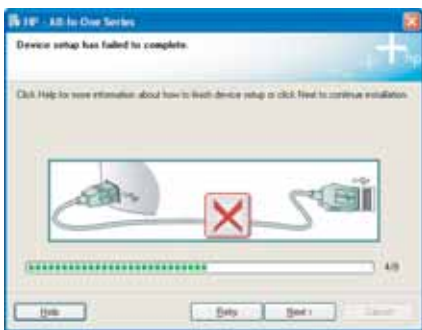 HP - All-In-One Series
Device setup has failed to complete.
hp
Click Help for more information about how to finish device setup or click Next to continue installation.
4/8
Help
Retry
Next >
Cancel